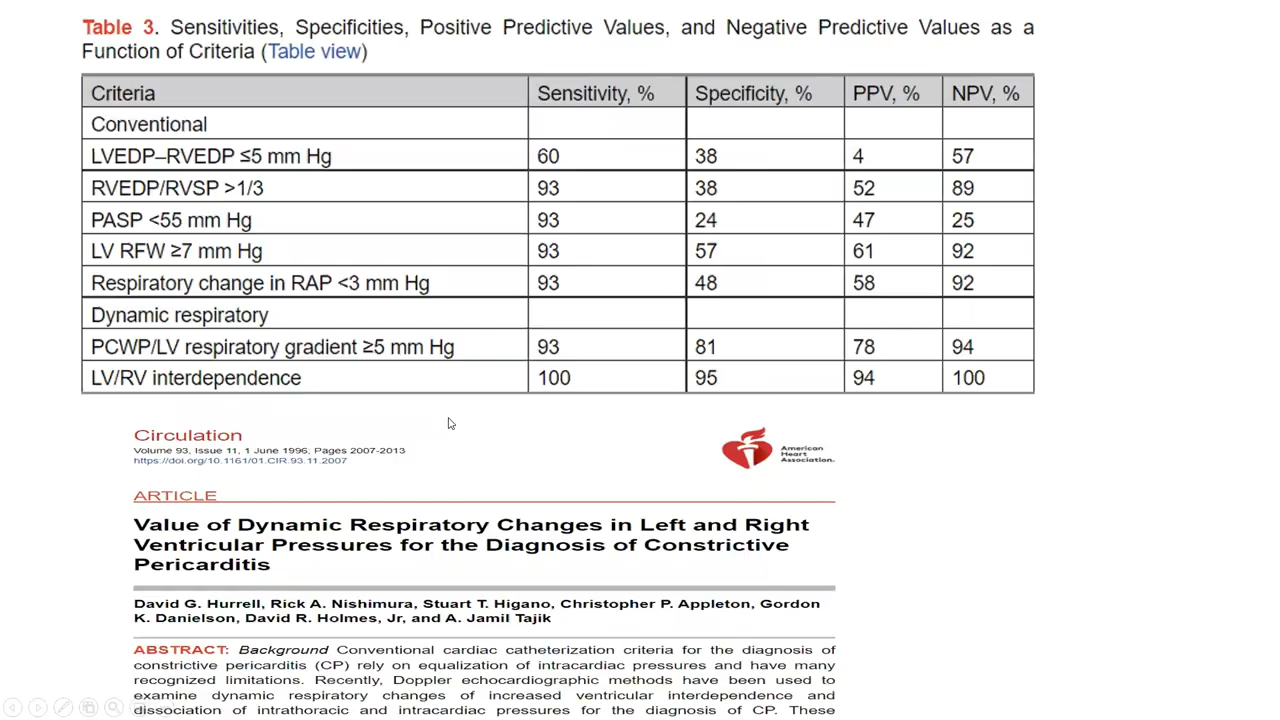 Table 3. Sensitivities, Specificities, Positive Predictive Values, and Negative Predictive Values as a
Function of Criteria (Table view)
Criteria Sensitivity, % Specificity, % PPV, % NPV, %
Conventional
LVEDP–RVEDP ≤5 mm Hg 60 38 4 57
RVEDP/RVSP >1/3 93 38 52 89
PASP <55 mm Hg 93 24 47 25
LV RFW ≥7 mm Hg 93 57 61 92
Respiratory change in RAP <3 mm Hg 93 48 58 92
Dynamic respiratory
PCWP/LV respiratory gradient ≥5 mm Hg 93 81 78 94
LV/RV interdependence 100 95 94 100
Circulation
Volume 93, Issue 11, 1 June 1996; Pages 2007-2013
https://doi.org/10.1161/01.CIR.93.11.2007
American
Heart
Association.
ARTICLE
Value of Dynamic Respiratory Changes in Left and Right
Ventricular Pressures for the Diagnosis of Constrictive
Pericarditis
David G. Hurrell, Rick A. Nishimura, Stuart T. Higano, Christopher P. Appleton, Gordon
K. Danielson, David R. Holmes, Jr, and A. Jamil Tajik
ABSTRACT: Background Conventional cardiac catheterization criteria for the diagnosis of
constrictive pericarditis (CP) rely on equalization of intracardiac pressures and have many
recognized limitations. Recently, Doppler echocardiographic methods have been used to
examine dynamic respiratory changes of increased ventricular interdependence and
dissociation of intrathoracic and intracardiac pressures for the diagnosis of CP. These